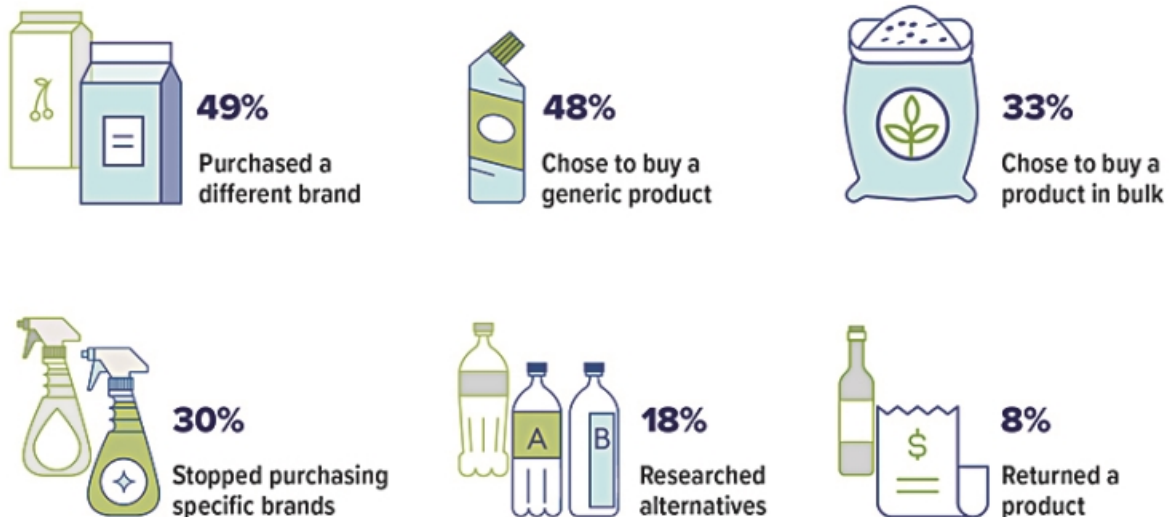 49%
Purchased a
different brand
48%
Chose to buy a
generic product
33%
Chose to buy a
product in bulk
30%
Stopped purchasing
specific brands
A
B
18%
Researched
alternatives
$
8%
Returned a
product